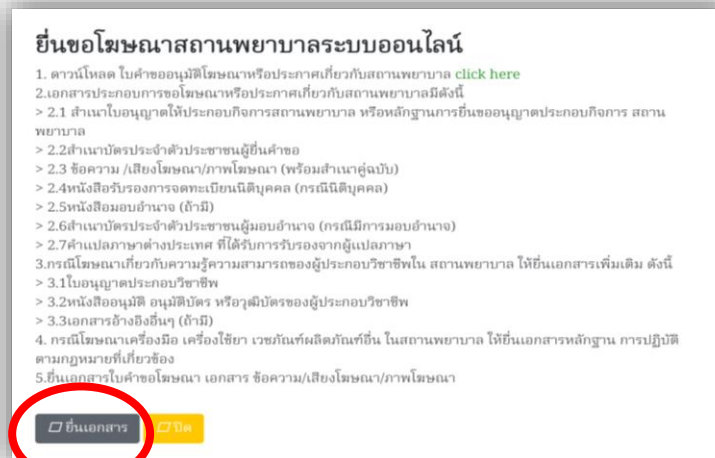 ยื่นขอโฆษณาสถานพยาบาลระบบออนไลน์
1. ดาวน์โหลด ใบคำขออนุมัติโฆษณาหรือประกาศเกี่ยวกับสถานพยาบาล click here
2.เอกสารประกอบการขอโฆษณาหรือประกาศเกี่ยวกับสถานพยาบาลมีดังนี้
> 2.1 สำเนาใบอนุญาตให้ประกอบกิจการสถานพยาบาล หรือหลักฐานการยื่นขออนุญาตประกอบกิจการ สถาน
พยาบาล
> 2.2สำเนาบัตรประจำตัวประชาชนผู้ยื่นคำขอ
> 2.3 ข้อความ /เสียงโฆษณา/ภาพโฆษณา (พร้อมสำเนาคู่ฉบับ)
> 2.4หนังสือรับรองการจดทะเบียนนิติบุคคล (กรณีนิติบุคคล)
> 2.5หนังสือมอบอำนาจ (ถ้ามี)
> 2.6สำเนาบัตรประจำตัวประชาชนผู้มอบอำนาจ (กรณีมีการมอบอำนาจ)
> 2.7คำแปลภาษาต่างประเทศ ที่ได้รับการรับรองจากผู้แปลภาษา
3.กรณีโฆษณาเกี่ยวกับความรู้ความสามารถของผู้ประกอบวิชาชีพใน สถานพยาบาล ให้ยื่นเอกสารเพิ่มเติม ดังนี้
> 3.1ใบอนุญาตประกอบวิชาชีพ
> 3.2หนังสืออนุมัติ อนุมัติบัตร หรือวุฒิบัตรของผู้ประกอบวิชาชีพ
> 3.3เอกสารอ้างอิงอื่นๆ (ถ้ามี)
4. กรณีโฆษณาเครื่องมือ เครื่องใช้ยา เวชภัณฑ์ผลิตภัณฑ์อื่น ในสถานพยาบาล ให้ยื่นเอกสารหลักฐาน การปฏิบัติ
ตามกฎหมายที่เกี่ยวข้อง
5.ยื่นเอกสารใบคำขอโฆษณา เอกสาร ข้อความ/เสียงโฆษณา/ภาพโฆษณา
ยื่นเอกสาร ปิด